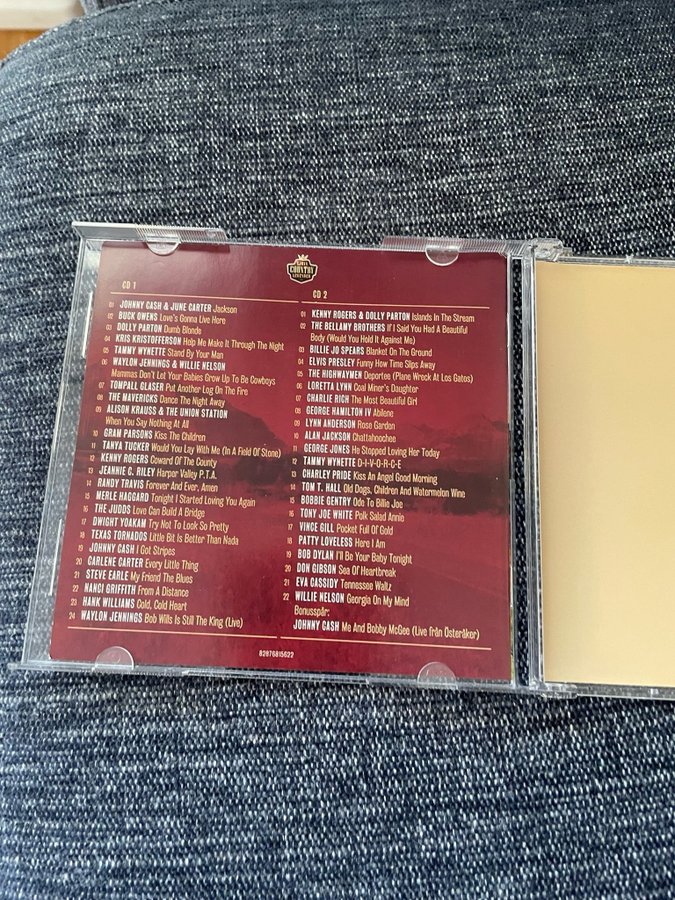 COUNTRY
CD 1
01 JOHNNY CASH & JUNE CARTER Jackson
02 BUCK OWENS Love's Gonna Live Here
03 DOLLY PARTON Dumb Blonde
04 KRIS KRISTOFFERSON Help Me Make It Through The Night
05 TAMMY WYNETTE Stand By Your Man
06 WAYLON JENNINGS & WILLIE NELSON
Mammas Don't Let Your Babies Grow Up To Be Cowboys
07 TOMPALL GLASER Put Another Log On The Fire
08 THE MAVERICKS Dance The Night Away
09 ALISON KRAUSS & THE UNION STATION
When You Say Nothing At All
10 GRAM PARSONS Kiss The Children
11 TANYA TUCKER Would You Lay With Me (In A Field Of Stone)
12 KENNY ROGERS Coward Of The County
13 JEANNIE C. RILEY Harper Valley P.T.A.
14 RANDY TRAVIS Forever And Ever, Amen
15 MERLE HAGGARD Tonight I Started Loving You Again
16 THE JUDDS Love Can Build A Bridge
17 DWIGHT YOAKAM Try Not To Look So Pretty
18 TEXAS TORNADOS Little Bit Is Better Than Nada
19 JOHNNY CASH I Got Stripes
20 CARLENE CARTER Every Little Thing
21 STEVE EARLE My Friend The Blues
22 NANCI GRIFFITH From A Distance
23 HANK WILLIAMS Cold, Cold Heart
24 WAYLON JENNINGS Bob Wills Is Still The King (Live)
CD 2
01 KENNY ROGERS & DOLLY PARTON Islands In The Stream
02 THE BELLAMY BROTHERS If I Said You Had A Beautiful
Body (Would You Hold It Against Me)
03 BILLIE JO SPEARS Blanket On The Ground
04 ELVIS PRESLEY Funny How Time Slips Away
05 THE HIGHWAYMEN Deportee (Plane Wreck At Los Gatos)
06 LORETTA LYNN Coal Miner's Daughter
07 CHARLIE RICH The Most Beautiful Girl
08 GEORGE HAMILTON IV Abilene
09 LYNN ANDERSON Rose Garden
10 ALAN JACKSON Chattahoochee
11 GEORGE JONES He Stopped Loving Her Today
12 TAMMY WYNETTE D-I-V-O-R-C-E
13 CHARLEY PRIDE Kiss An Angel Good Morning
14 TOM T. HALL Old Dogs, Children And Watermelon Wine
15 BOBBIE GENTRY Ode To Billie Joe
16 TONY JOE WHITE Polk Salad Annie
17 VINCE GILL Pocket Full Of Gold
18 PATTY LOVELESS Here I Am
19 BOB DYLAN I'll Be Your Baby Tonight
20 DON GIBSON Sea Of Heartbreak
21 EVA CASSIDY Tennessee Waltz
22 WILLIE NELSON Georgia On My Mind
Bonusspår:
JOHNNY CASH Me And Bobby McGee (Live från Österåker)
82876815622